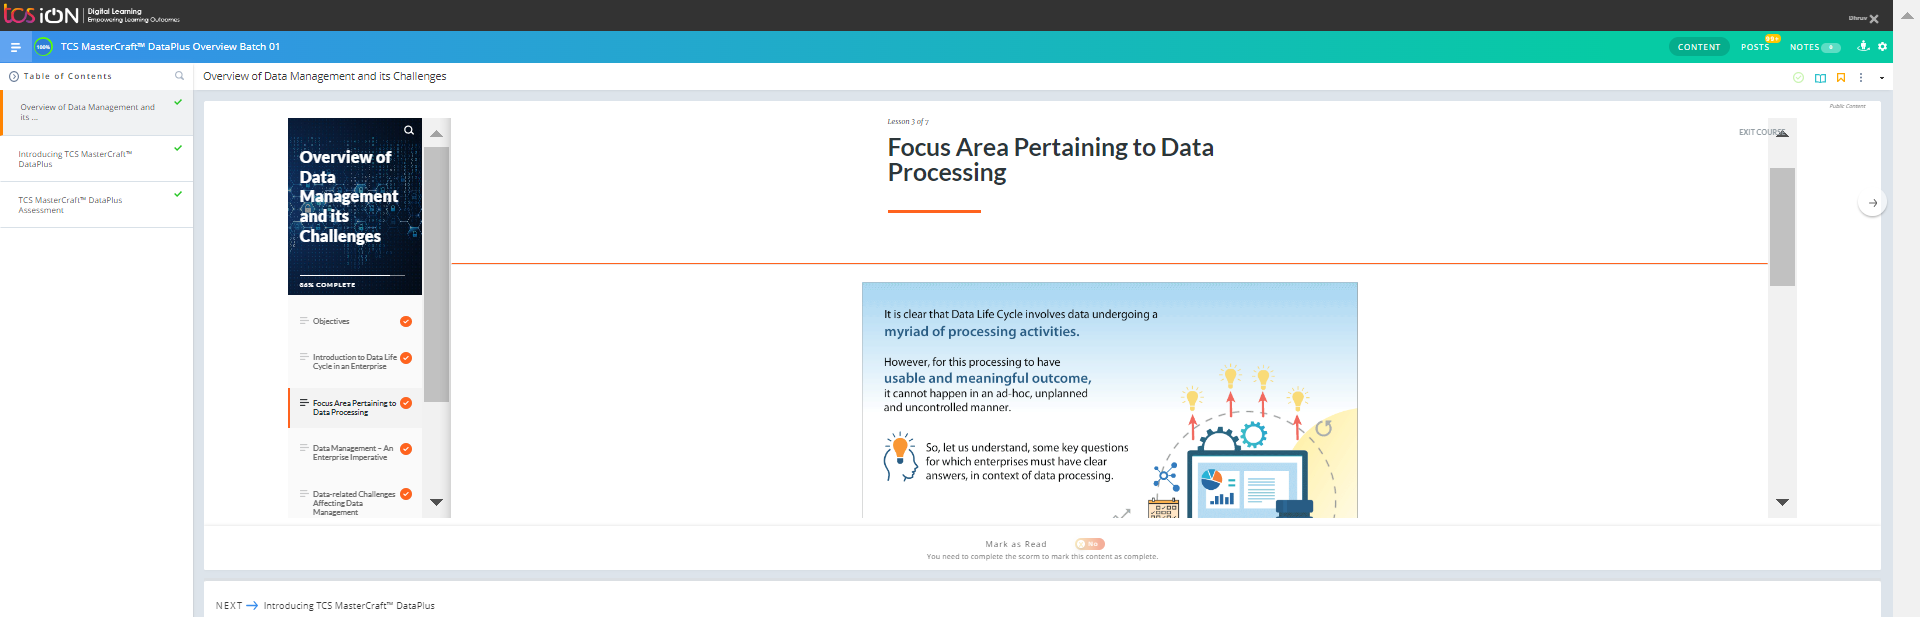 tcs iON
Digital Learning
Empowering Learning Outcomes
Dhruv
100%
TCS MasterCraft™ DataPlus Overview Batch 01
CONTENT
POSTS
99+
NOTES
0
Table of Contents
Overview of Data Management and its Challenges
Overview of Data Management and
its ...
Introducing TCS MasterCraft™
DataPlus
TCS MasterCraft™ DataPlus
Assessment
Public Content
Overview of
Data
Management
and its
Challenges
86% COMPLETE
Objectives
Introduction to Data Life
Cycle in an Enterprise
Focus Area Pertaining to
Data Processing
Data Management – An
Enterprise Imperative
Data-related Challenges
Affecting Data
Management
Lesson 3 of 7
EXIT COURSE
Focus Area Pertaining to Data
Processing
It is clear that Data Life Cycle involves data undergoing a
myriad of processing activities.
However, for this processing to have
usable and meaningful outcome,
it cannot happen in an ad-hoc, unplanned
and uncontrolled manner.
So, let us understand, some key questions
for which enterprises must have clear
answers, in context of data processing.
Mark as Read
No
You need to complete the scorm to mark this content as complete.
NEXT → Introducing TCS MasterCraft™ DataPlus